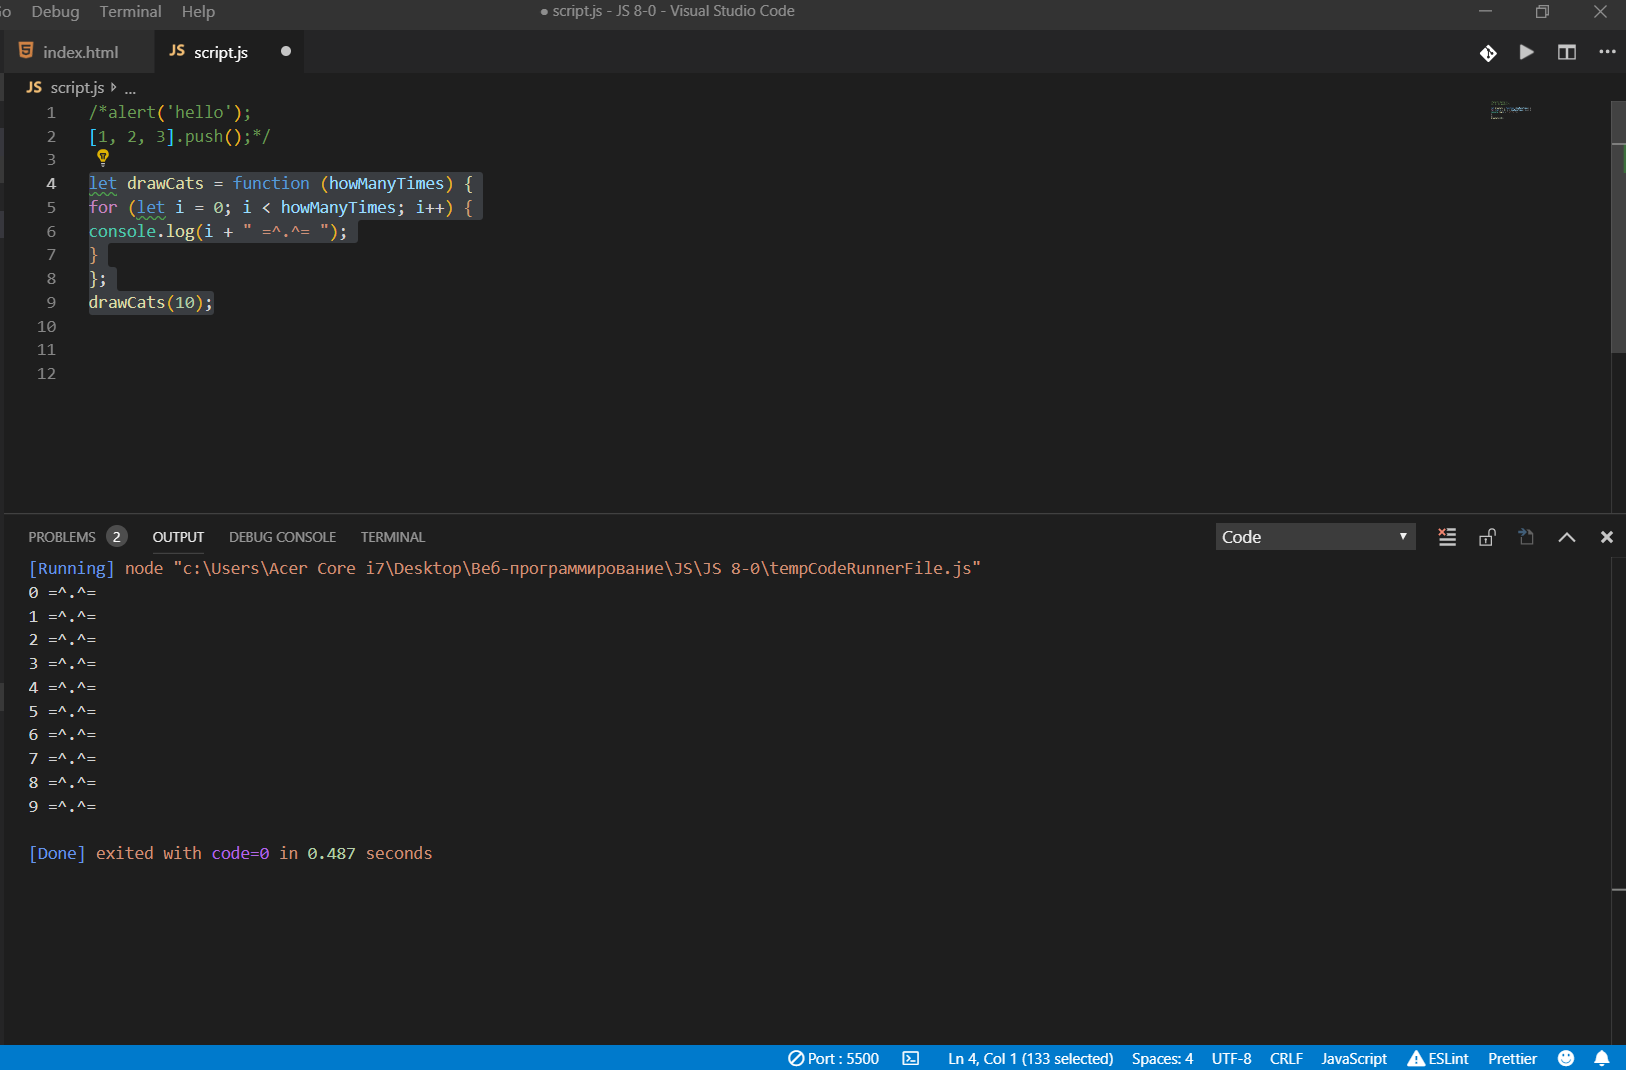 Debug Terminal Help ● script.js - JS 8-0 - Visual Studio Code
index.html JS script.js
JS script.js ...
1 /*alert('hello');
2 [1, 2, 3].push();*/
3
4 let drawCats = function (howManyTimes) {
5 for (let i = 0; i < howManyTimes; i++) {
6 console.log(i + " =^.^= ");
7 }
8 };
9 drawCats(10);
10
11
12
PROBLEMS 2 OUTPUT DEBUG CONSOLE TERMINAL Code
[Running] node "c:\Users\Acer Core i7\Desktop\Веб-программирование\JS\JS 8-0\tempCodeRunnerFile.js"
0 =^.^=
1 =^.^=
2 =^.^=
3 =^.^=
4 =^.^=
5 =^.^=
6 =^.^=
7 =^.^=
8 =^.^=
9 =^.^=
[Done] exited with code=0 in 0.487 seconds
Port : 5500 Ln 4, Col 1 (133 selected) Spaces: 4 UTF-8 CRLF JavaScript ESLint Prettier